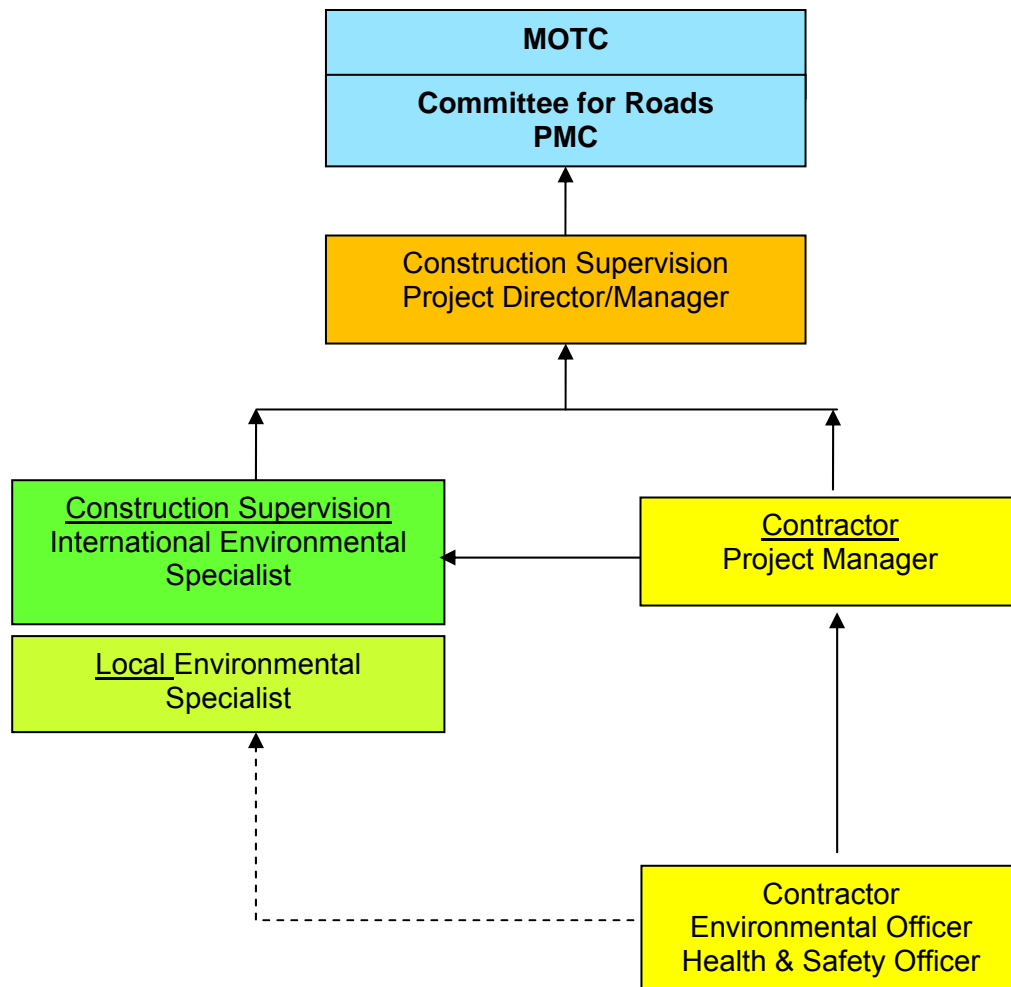 MOTC
Committee for Roads
PMC
Construction Supervision
Project Director/Manager
Construction Supervision
International Environmental
Specialist
Contractor
Project Manager
Local Environmental
Specialist
Contractor
Environmental Officer
Health & Safety Officer